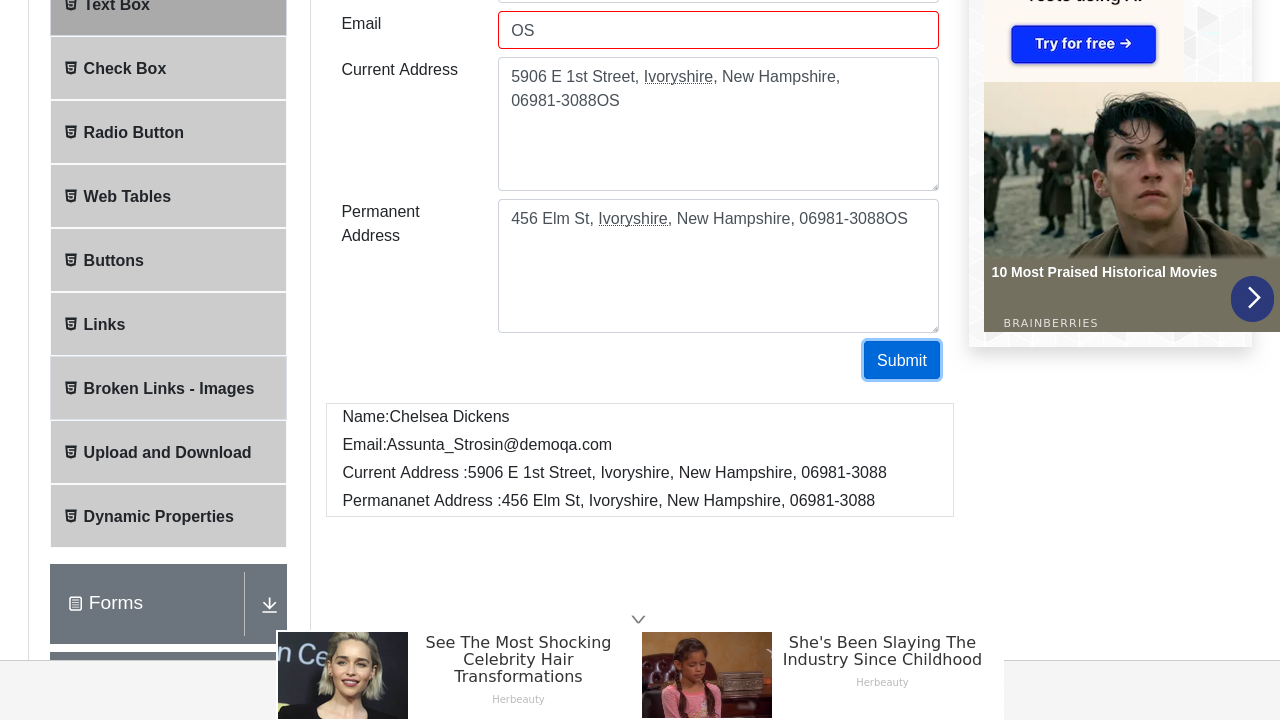 Text Box
Check Box
Radio Button
Web Tables
Buttons
Links
Broken Links - Images
Upload and Download
Dynamic Properties
Forms
Email
OS
Current Address
5906 E 1st Street, Ivoryshire, New Hampshire,
06981-3088OS
Permanent
Address
456 Elm St, Ivoryshire, New Hampshire, 06981-3088OS
Submit
Name:Chelsea Dickens
Email:Assunta_Strosin@demoqa.com
Current Address :5906 E 1st Street, Ivoryshire, New Hampshire, 06981-3088
Permananet Address :456 Elm St, Ivoryshire, New Hampshire, 06981-3088
Try for free →
10 Most Praised Historical Movies
BRAINBERRIES
See The Most Shocking
Celebrity Hair
Transformations
Herbeauty
She's Been Slaying The
Industry Since Childhood
Herbeauty